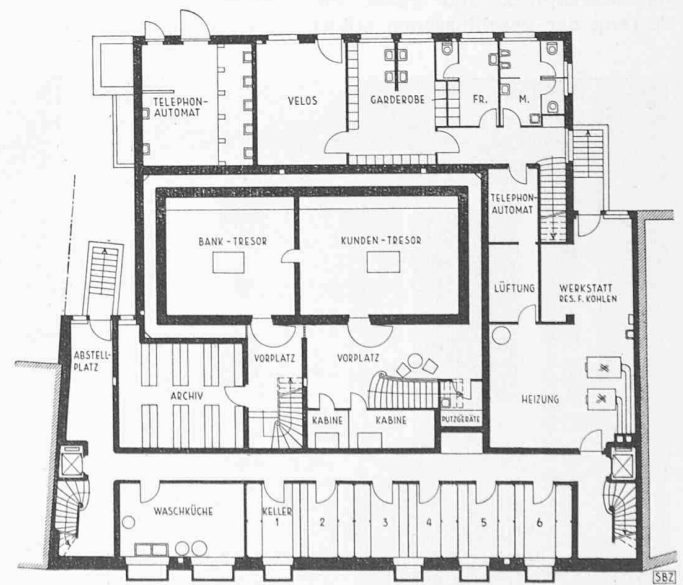 TELEPHON-
AUTOMAT
VELOS
GARDEROBE
FR.
M.
TELEPHON-
AUTOMAT
BANK - TRESOR
KUNDEN - TRESOR
LÜFTUNG
WERKSTATT
RES. F. KOHLEN
ABSTELL-
PLATZ
VORPLATZ
VORPLATZ
ARCHIV
HEIZUNG
KABINE
KABINE
PUTZGERÄTE
WASCHKÜCHE
KELLER
1
2
3
4
5
6
SBZ